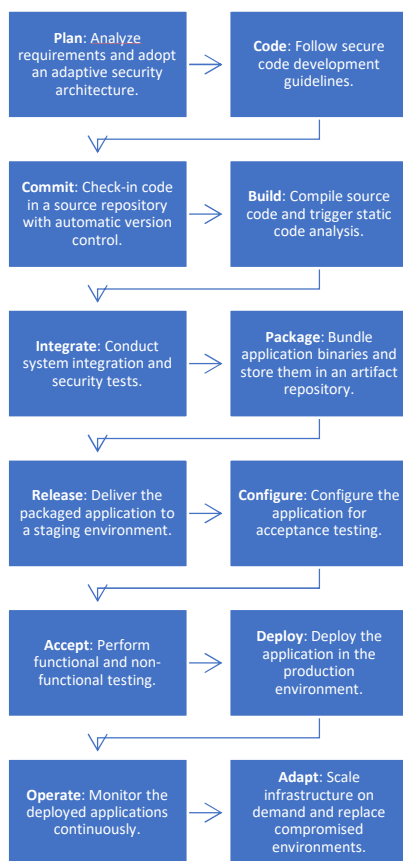 Plan: Analyze
requirements and adopt
an adaptive security
architecture.
Code: Follow secure
code development
guidelines.
Commit: Check-in code
in a source repository
with automatic version
control.
Build: Compile source
code and trigger static
code analysis.
Integrate: Conduct
system integration and
security tests.
Package: Bundle
application binaries and
store them in an artifact
repository.
Release: Deliver the
packaged application to
a staging environment.
Configure: Configure the
application for
acceptance testing.
Accept: Perform
functional and non-
functional testing.
Deploy: Deploy the
application in the
production
environment.
Operate: Monitor the
deployed applications
continuously.
Adapt: Scale
infrastructure on
demand and replace
compromised
environments.